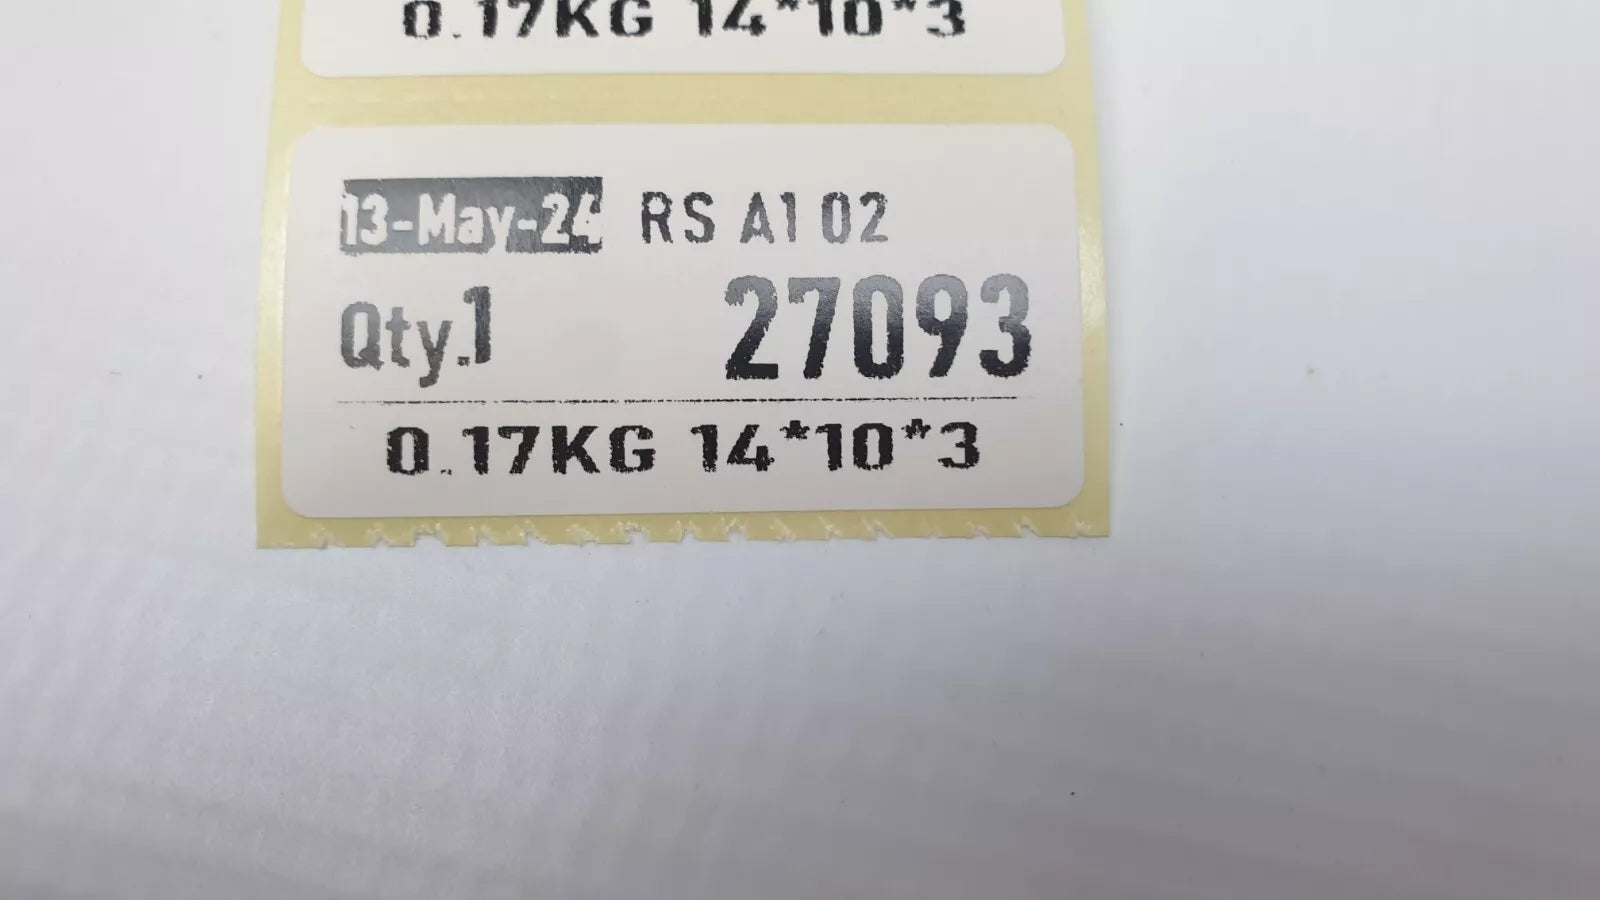 0.17KG 14*10*3
13-May-24 RS A1 02
Qty.1 27093
0.17KG 14*10*3